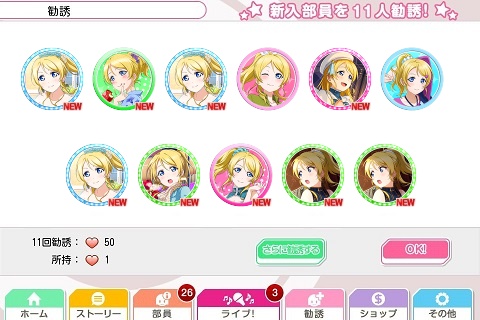 勧誘
新入部員を11人勧誘!
NEW NEW NEW NEW NEW
NEW NEW NEW NEW NEW
11回勧誘： 50
所持： 1
さらに勧誘する
OK!
26
3
ホーム
ストーリー
部員
ライブ!
勧誘
ショップ
その他